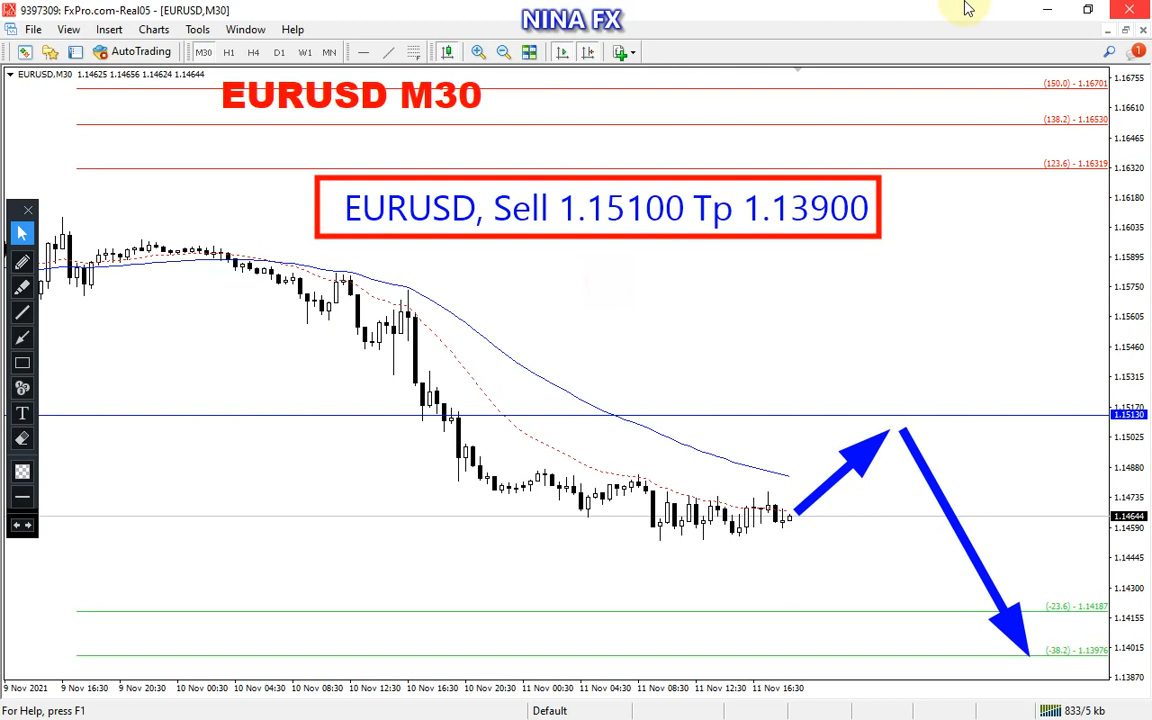 9397309: FxPro.com-Real05 - [EURUSD,M30]
NINA FX
File View Insert Charts Tools Window Help
AutoTrading M30 H1 H4 D1 W1 MN 1
EURUSD,M30 1.14625 1.14656 1.14624 1.14644
EURUSD M30
EURUSD, Sell 1.15100 Tp 1.13900
(150.0) - 1.16701
(138.2) - 1.16530
(123.6) - 1.16319
(-23.6) - 1.14187
(-38.2) - 1.13976
1.16755
1.16610
1.16465
1.16320
1.16180
1.16035
1.15895
1.15750
1.15605
1.15460
1.15315
1.15170
1.15130
1.15025
1.14880
1.14735
1.14644
1.14590
1.14445
1.14300
1.14155
1.14015
1.13870
T
9 Nov 2021 9 Nov 16:30 9 Nov 20:30 10 Nov 00:30 10 Nov 04:30 10 Nov 08:30 10 Nov 12:30 10 Nov 16:30 10 Nov 20:30 11 Nov 00:30 11 Nov 04:30 11 Nov 08:30 11 Nov 12:30 11 Nov 16:30
For Help, press F1 Default 833/5 kb